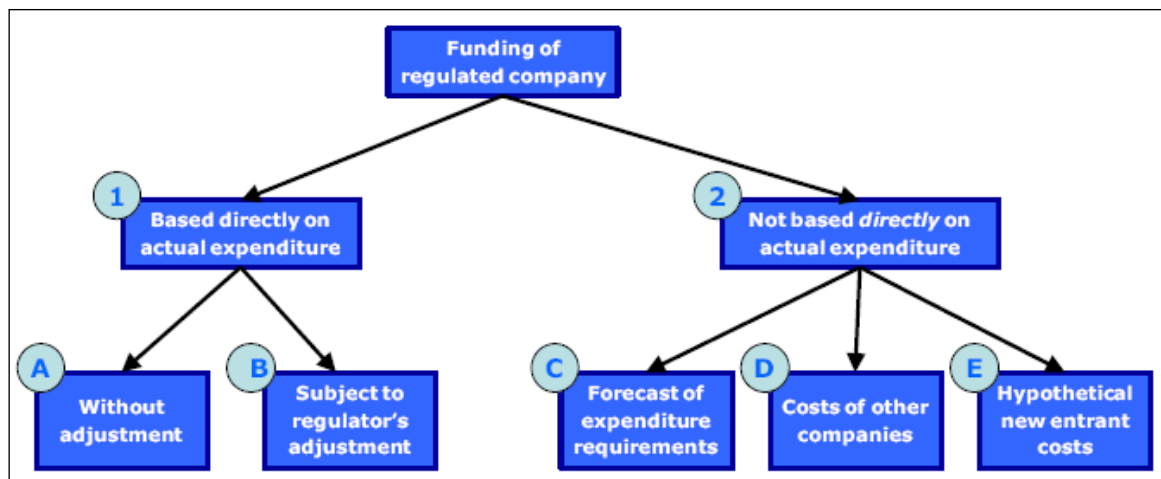 Funding of
regulated company
1
Based directly on
actual expenditure
2
Not based directly on
actual expenditure
A
Without
adjustment
B
Subject to
regulator's
adjustment
C
Forecast of
expenditure
requirements
D
Costs of other
companies
E
Hypothetical
new entrant
costs